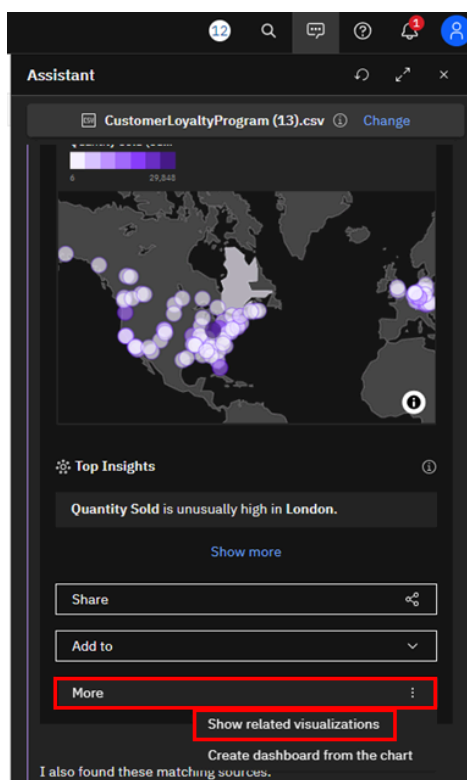 12
1
Assistant
CustomerLoyaltyProgram (13).csv Change
6 29,848
Top Insights
Quantity Sold is unusually high in London.
Show more
Share
Add to
More
Show related visualizations
Create dashboard from the chart
I also found these matching sources.